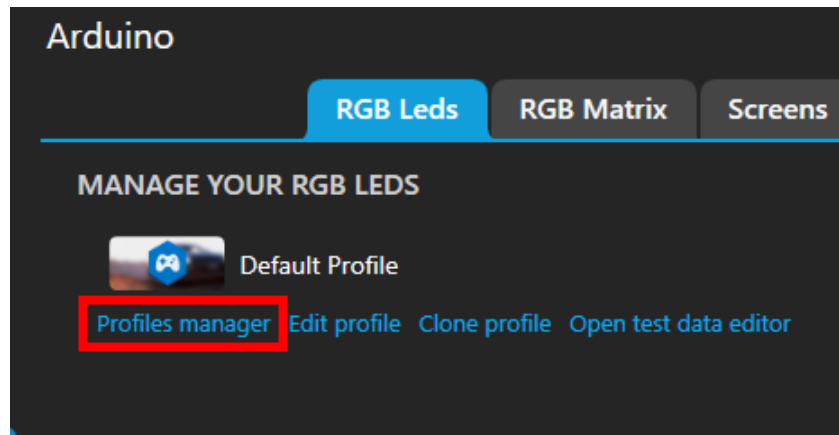 Arduino
RGB Leds RGB Matrix Screens
MANAGE YOUR RGB LEDS
Default Profile
Profiles manager Edit profile Clone profile Open test data editor